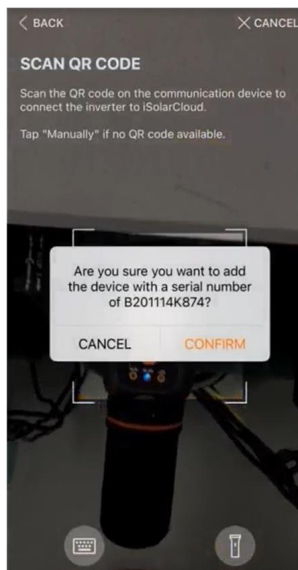 < BACK
X CANCEL
SCAN QR CODE
Scan the QR code on the communication device to
connect the inverter to iSolarCloud.
Tap "Manually" if no QR code available.
Are you sure you want to add
the device with a serial number
of B201114K874?
CANCEL
CONFIRM